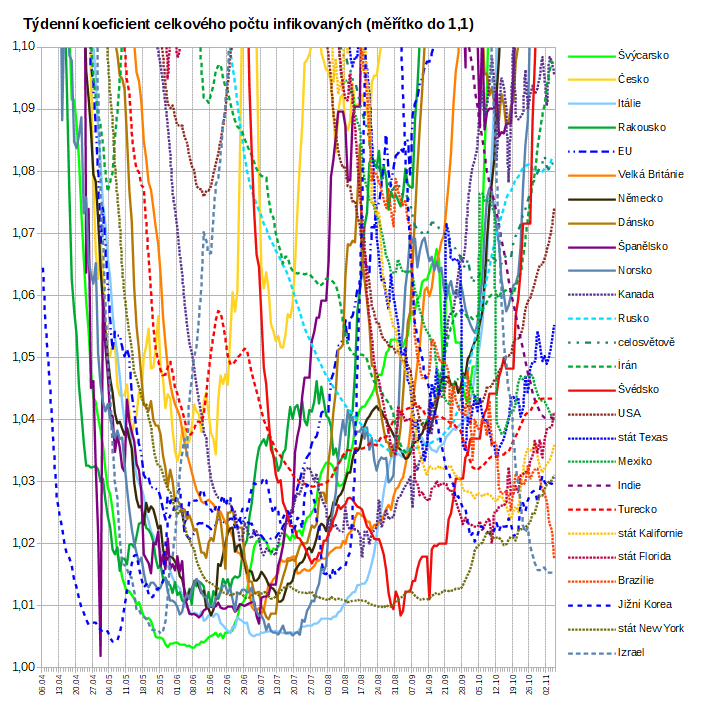 Týdenní koeficient celkového počtu infikovaných (měřítko do 1,1)
1,10
1,09
1,08
1,07
1,06
1,05
1,04
1,03
1,02
1,01
1,00
06.04
13.04
20.04
27.04
04.05
11.05
18.05
25.05
01.06
08.06
15.06
22.06
29.06
06.07
13.07
20.07
27.07
03.08
10.08
17.08
24.08
31.08
07.09
14.09
21.09
28.09
05.10
12.10
19.10
26.10
02.11
Švýcarsko
Česko
Itálie
Rakousko
EU
Velká Británie
Německo
Dánsko
Španělsko
Norsko
Kanada
Rusko
celosvětově
Írán
Švédsko
USA
stát Texas
Mexiko
Indie
Turecko
stát Kalifornie
stát Florida
Brazílie
Jižní Korea
stát New York
Izrael